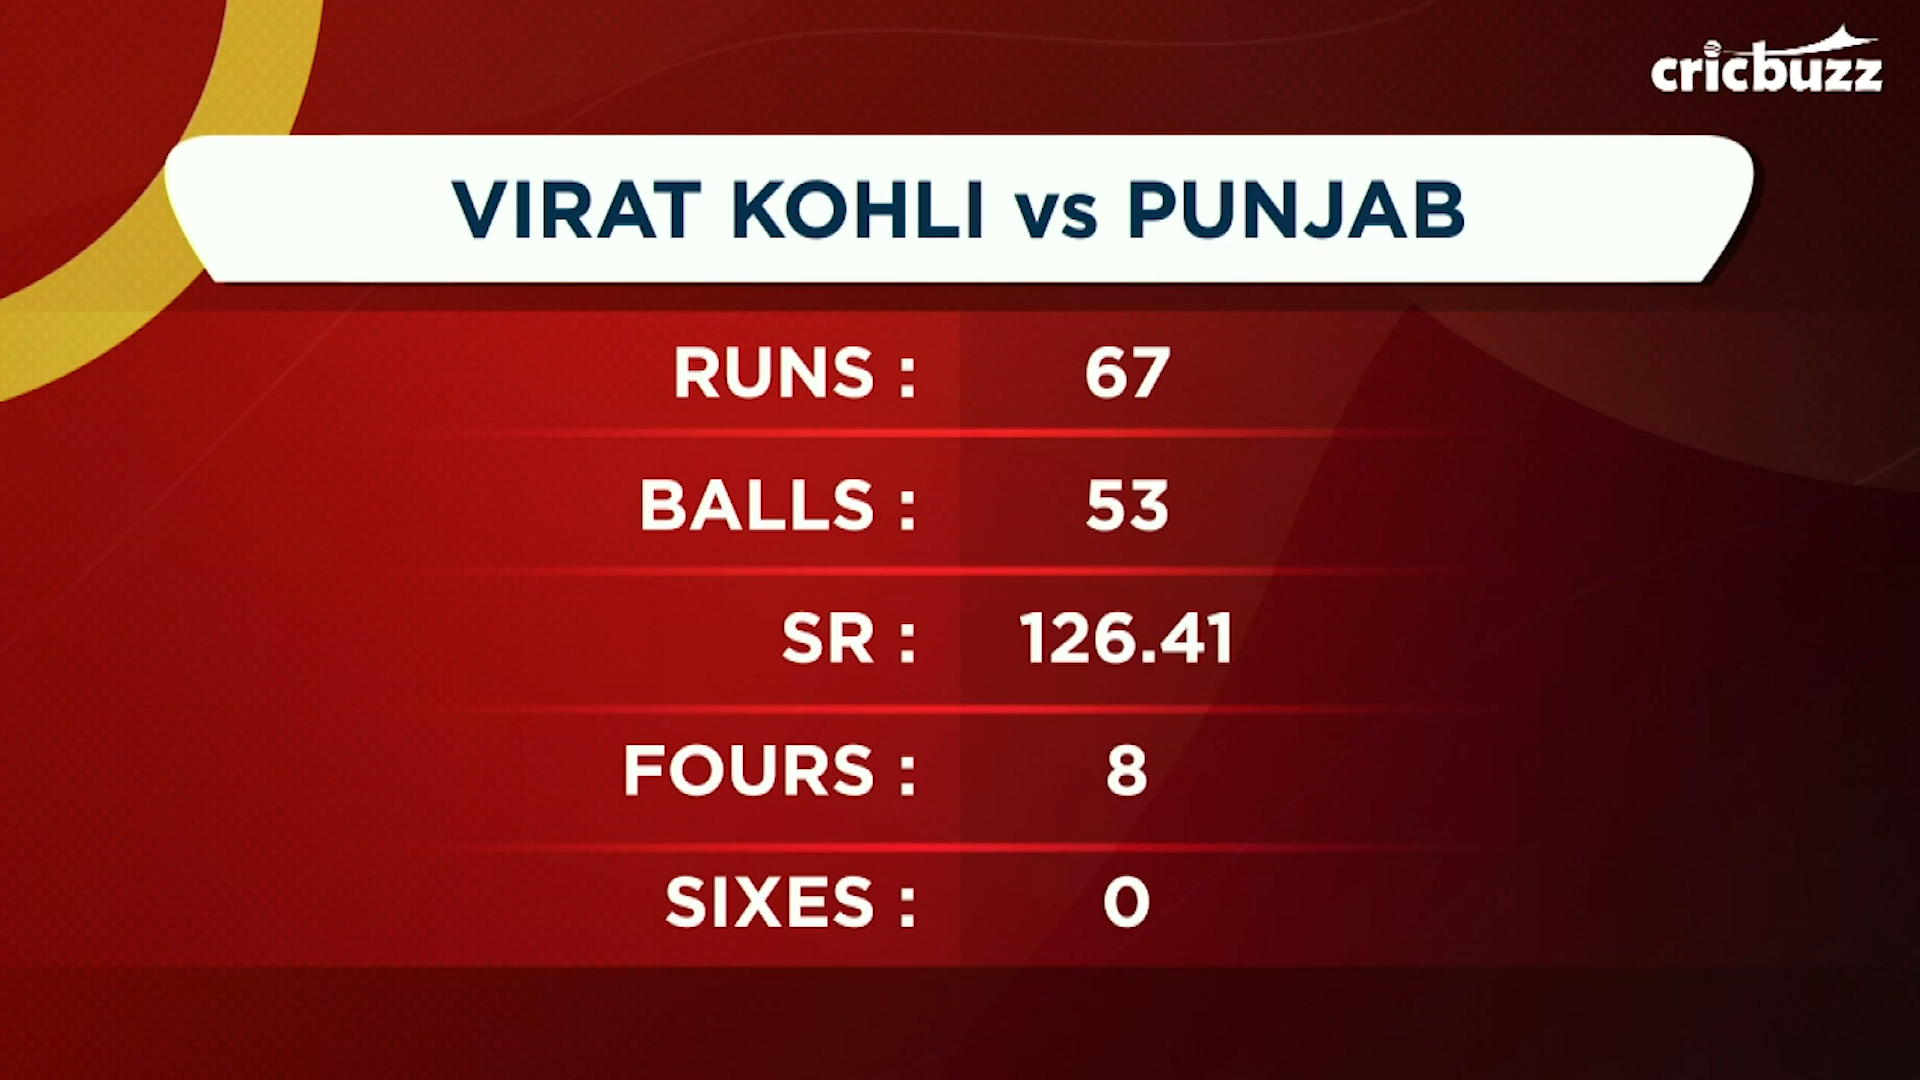 cricbuzz
VIRAT KOHLI vs PUNJAB
RUNS : 67
BALLS : 53
SR : 126.41
FOURS : 8
SIXES : 0